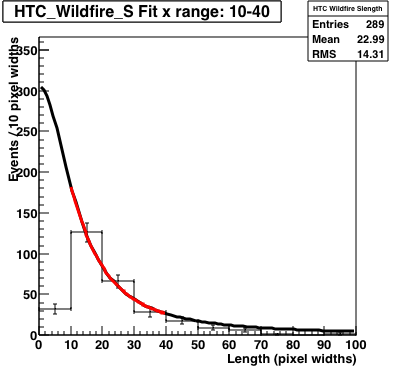 HTC_Wildfire_S Fit x range: 10-40
HTC Wildfire Slength
Entries 289
Mean 22.99
RMS 14.31
Events / 10 pixel widths
350
300
250
200
150
100
50
0
0 10 20 30 40 50 60 70 80 90 100
Length (pixel widths)